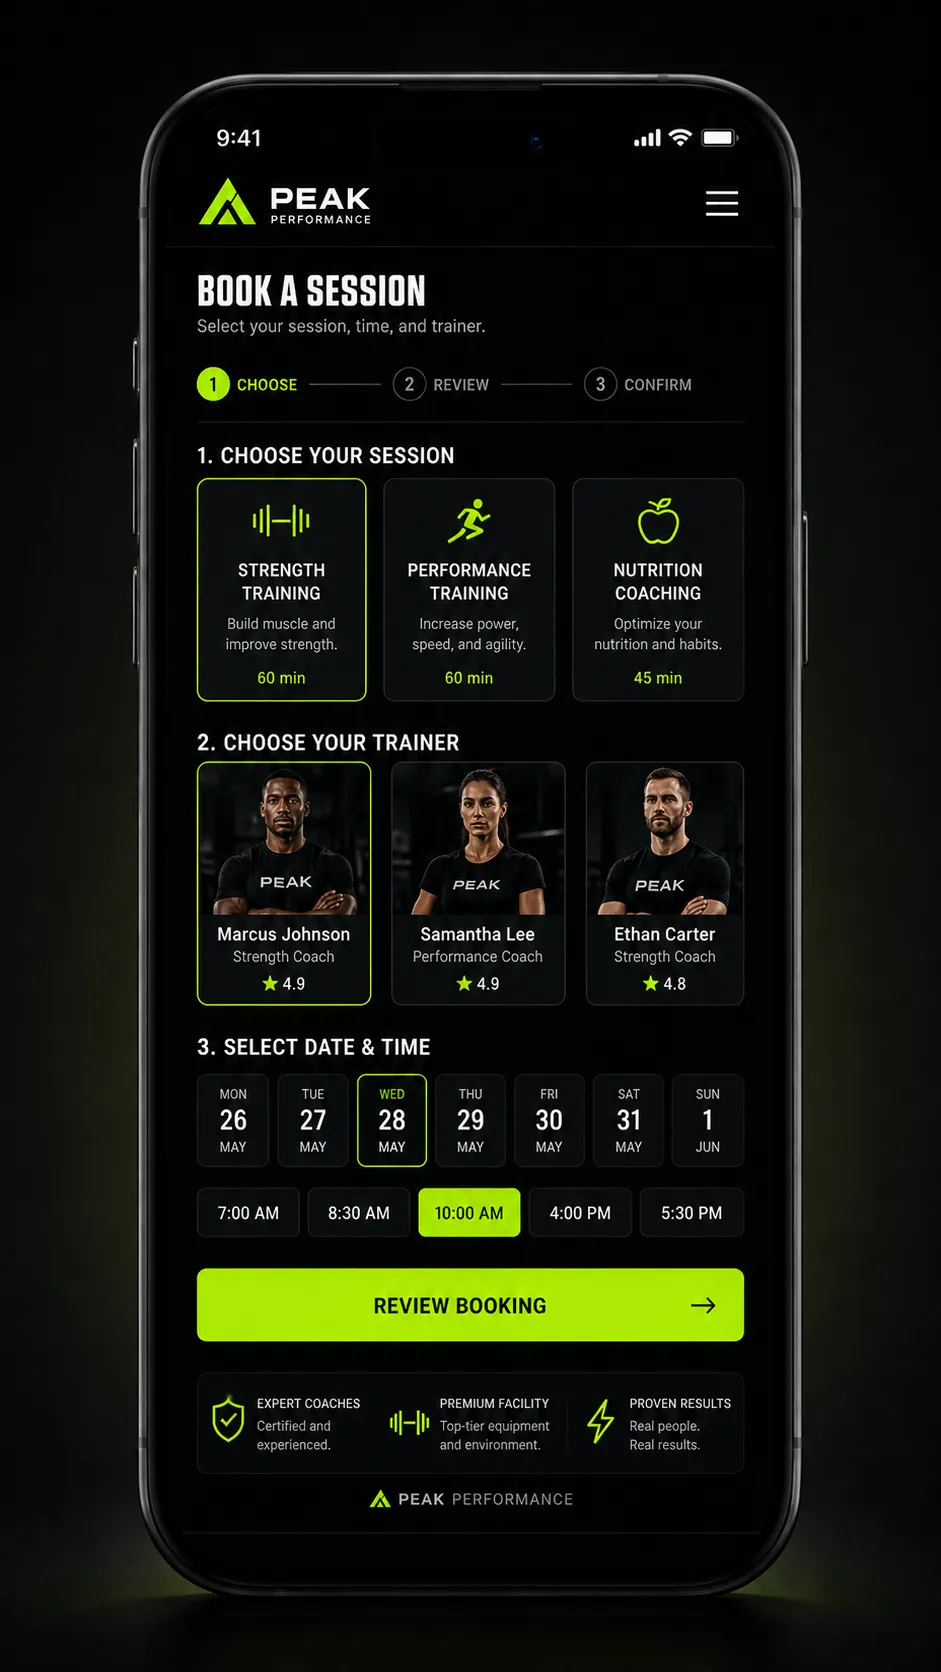 9:41
PEAK
PERFORMANCE
BOOK A SESSION
Select your session, time, and trainer.
1 CHOOSE 2 REVIEW 3 CONFIRM
1. CHOOSE YOUR SESSION
STRENGTH
TRAINING
Build muscle and
improve strength.
60 min
PERFORMANCE
TRAINING
Increase power,
speed, and agility.
60 min
NUTRITION
COACHING
Optimize your
nutrition and habits.
45 min
2. CHOOSE YOUR TRAINER
PEAK
Marcus Johnson
Strength Coach
4.9
PEAK
Samantha Lee
Performance Coach
4.9
PEAK
Ethan Carter
Strength Coach
4.8
3. SELECT DATE & TIME
MON
26
MAY
TUE
27
MAY
WED
28
MAY
THU
29
MAY
FRI
30
MAY
SAT
31
MAY
SUN
1
JUN
7:00 AM 8:30 AM 10:00 AM 4:00 PM 5:30 PM
REVIEW BOOKING
EXPERT COACHES
Certified and
experienced.
PREMIUM FACILITY
Top-tier equipment
and environment.
PROVEN RESULTS
Real people.
Real results.
PEAK PERFORMANCE